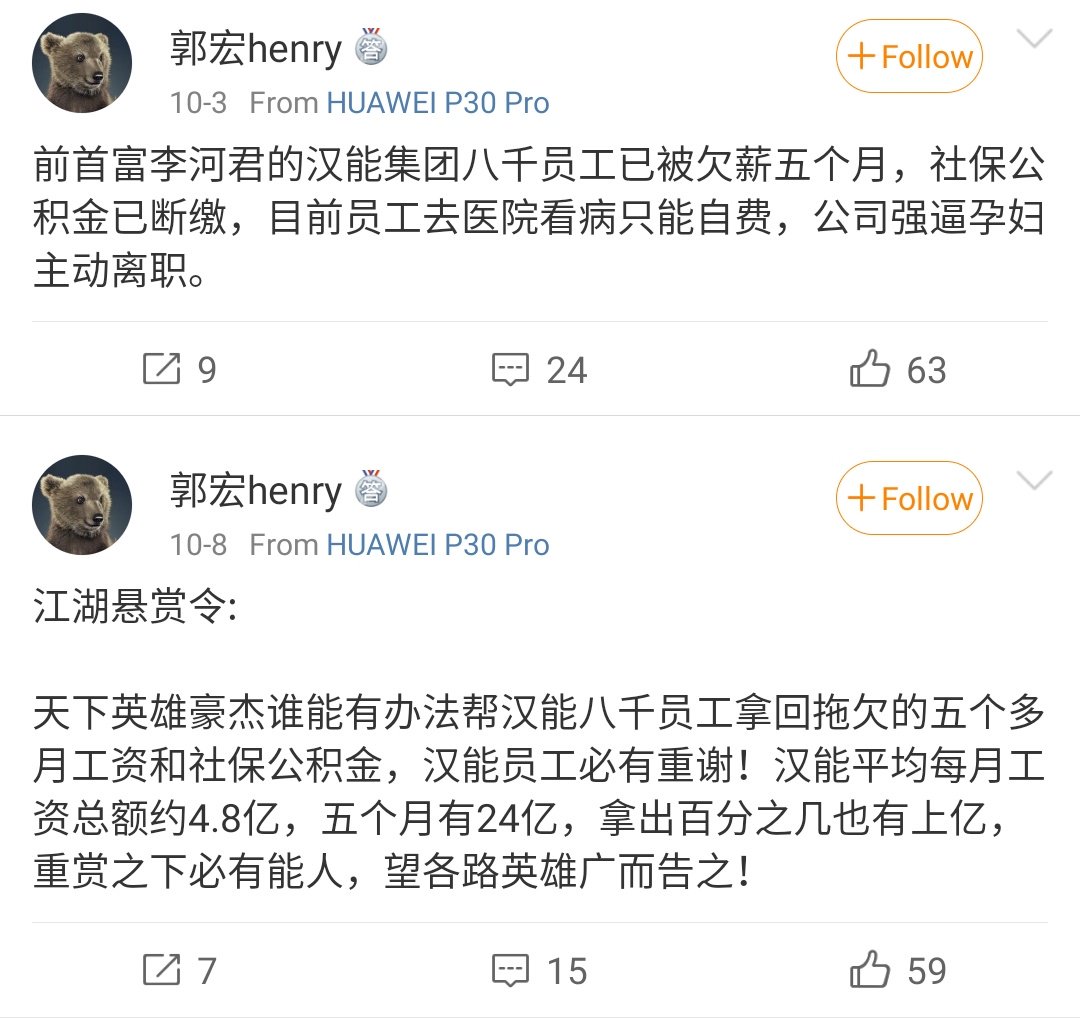 郭宏henry 答
+Follow
10-3 From HUAWEI P30 Pro
前首富李河君的汉能集团八千员工已被欠薪五个月，社保公
积金已断缴，目前员工去医院看病只能自费，公司强逼孕妇
主动离职。
9 24 63
郭宏henry 答
+Follow
10-8 From HUAWEI P30 Pro
江湖悬赏令:
天下英雄豪杰谁能有办法帮汉能八千员工拿回拖欠的五个多
月工资和社保公积金，汉能员工必有重谢！汉能平均每月工
资总额约4.8亿，五个月有24亿，拿出百分之几也有上亿，
重赏之下必有能人，望各路英雄广而告之！
7 15 59